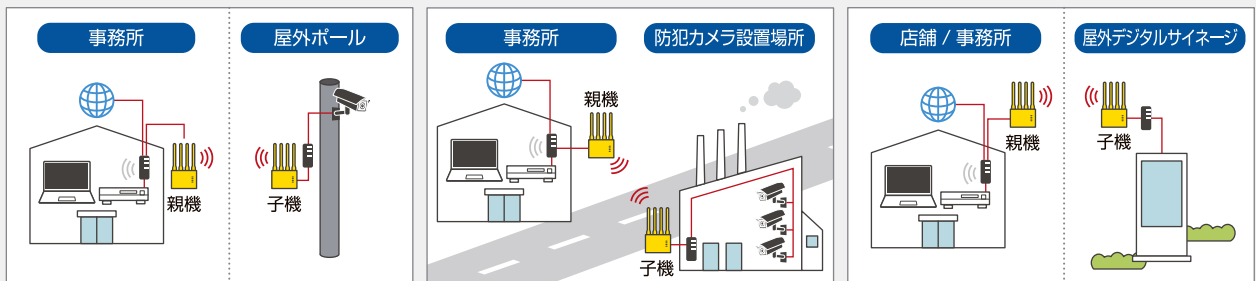 事務所
屋外ポール
親機
子機
事務所
防犯カメラ設置場所
親機
子機
店舗 / 事務所
屋外デジタルサイネージ
親機
子機